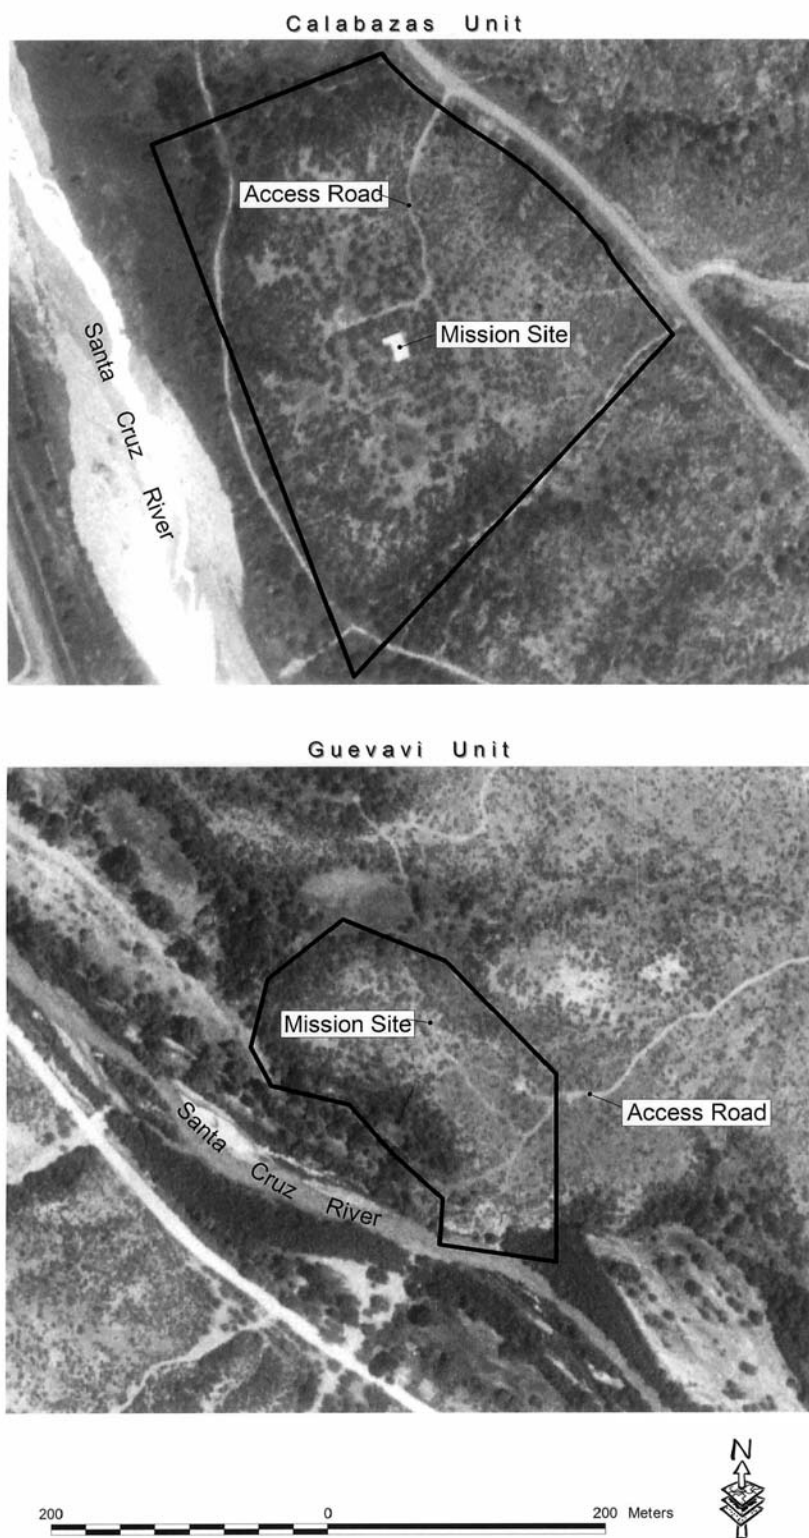 Calabazas Unit
Access Road
Mission Site
Santa Cruz River
Guevavi Unit
Mission Site
Access Road
Santa Cruz River
N
200 0 200 Meters